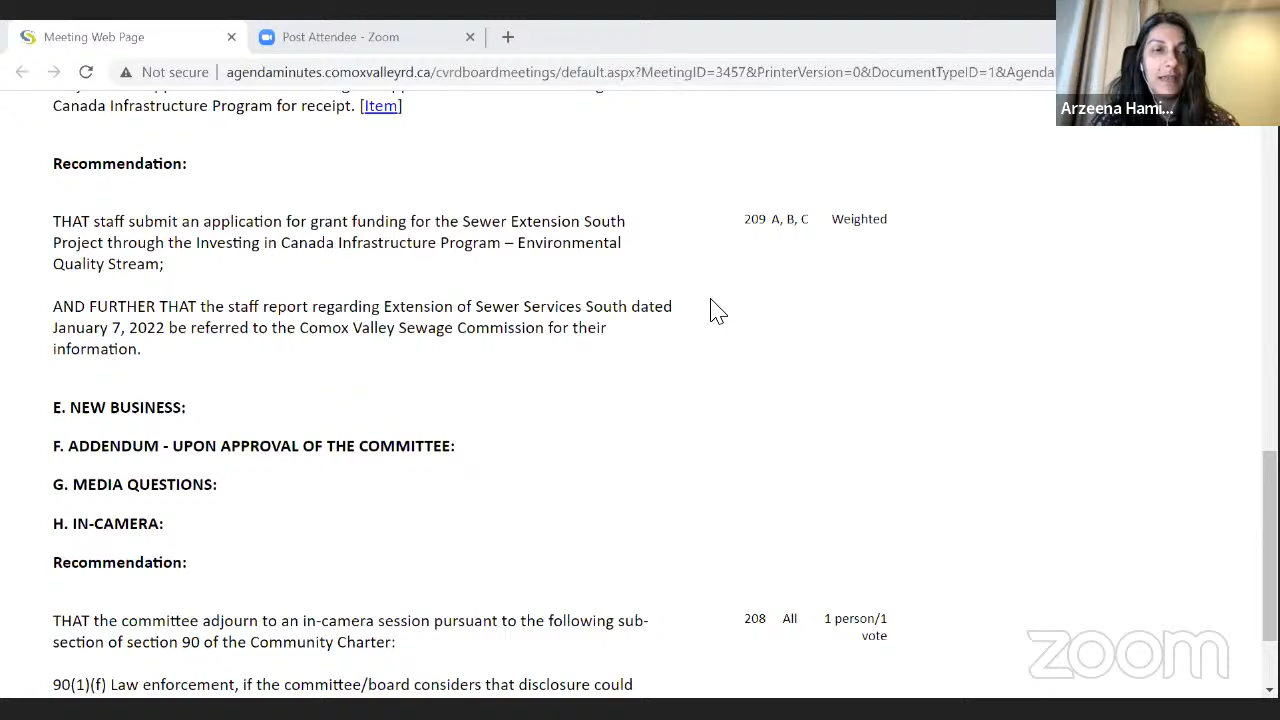 Meeting Web Page
Post Attendee - Zoom
Not secure
agendaminutes.comoxvalleyrd.ca/cvrdboardmeetings/default.aspx?MeetingID=3457&PrinterVersion=0&DocumentTypeID=1&Agenda
Arzeena Hami...
Canada Infrastructure Program for receipt. [Item]
Recommendation:
THAT staff submit an application for grant funding for the Sewer Extension South
209 A, B, C Weighted
Project through the Investing in Canada Infrastructure Program – Environmental
Quality Stream;
AND FURTHER THAT the staff report regarding Extension of Sewer Services South dated
January 7, 2022 be referred to the Comox Valley Sewage Commission for their
information.
E. NEW BUSINESS:
F. ADDENDUM - UPON APPROVAL OF THE COMMITTEE:
G. MEDIA QUESTIONS:
H. IN-CAMERA:
Recommendation:
THAT the committee adjourn to an in-camera session pursuant to the following sub-
208 All 1 person/1
vote
section of section 90 of the Community Charter:
90(1)(f) Law enforcement, if the committee/board considers that disclosure could
zoom